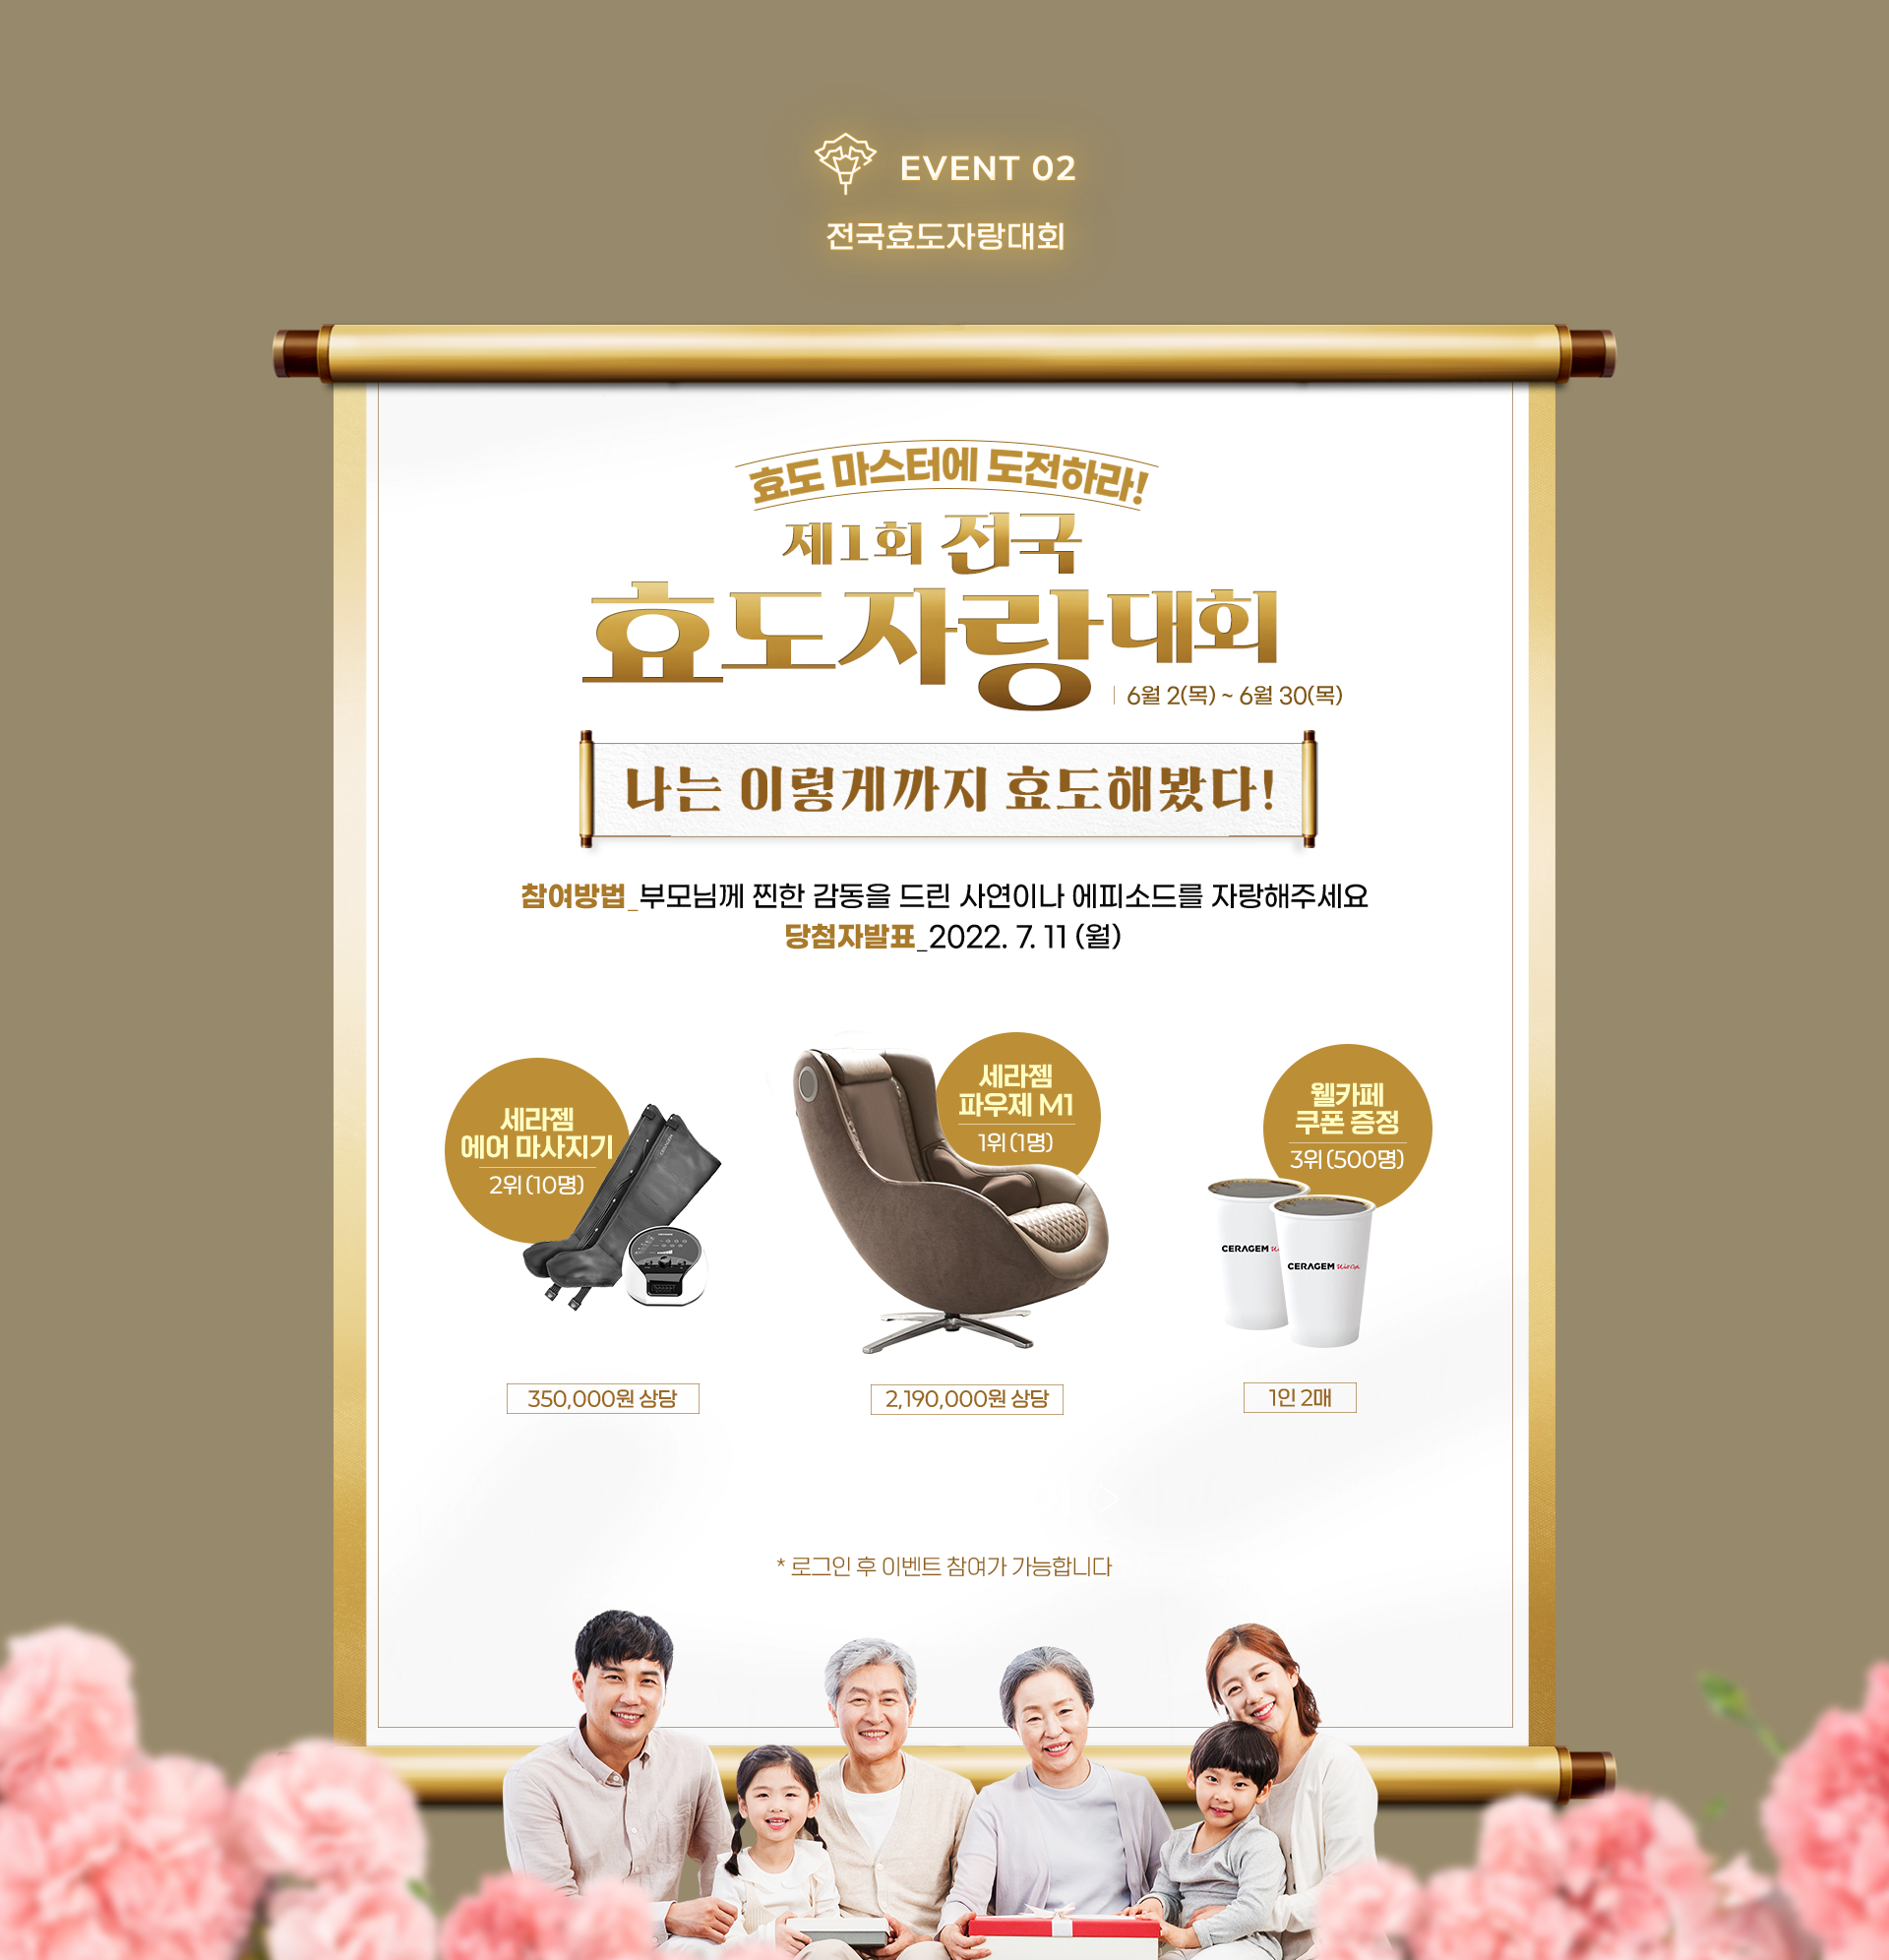 EVENT 02
전국효도자랑대회
효도 마스터에 도전하라!
제1회 전국
효도자랑대회
6월 2(목) ~ 6월 30(목)
나는 이렇게까지 효도해봤다!
참여방법_부모님께 찐한 감동을 드린 사연이나 에피소드를 자랑해주세요
당첨자발표_2022. 7. 11 (월)
세라젬
에어 마사지기
2위 (10명)
350,000원 상당
세라젬
파우제 M1
1위 (1명)
2,190,000원 상당
웰카페
쿠폰 증정
3위 (500명)
CERAGEM
CERAGEM
1인 2매
* 로그인 후 이벤트 참여가 가능합니다